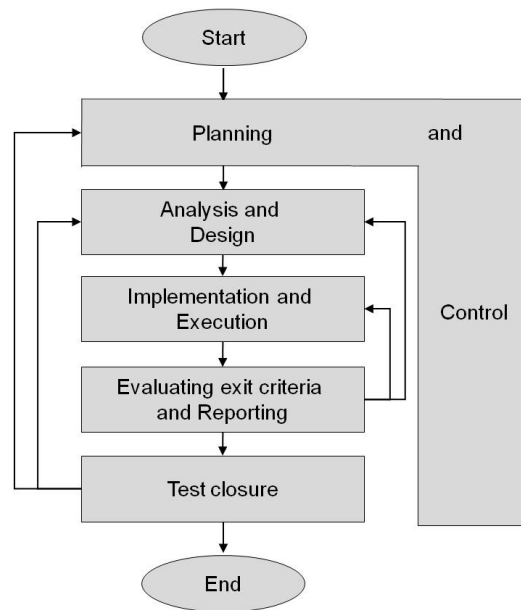 Start
Planning and
Analysis and
Design
Implementation and
Execution
Control
Evaluating exit criteria
and Reporting
Test closure
End